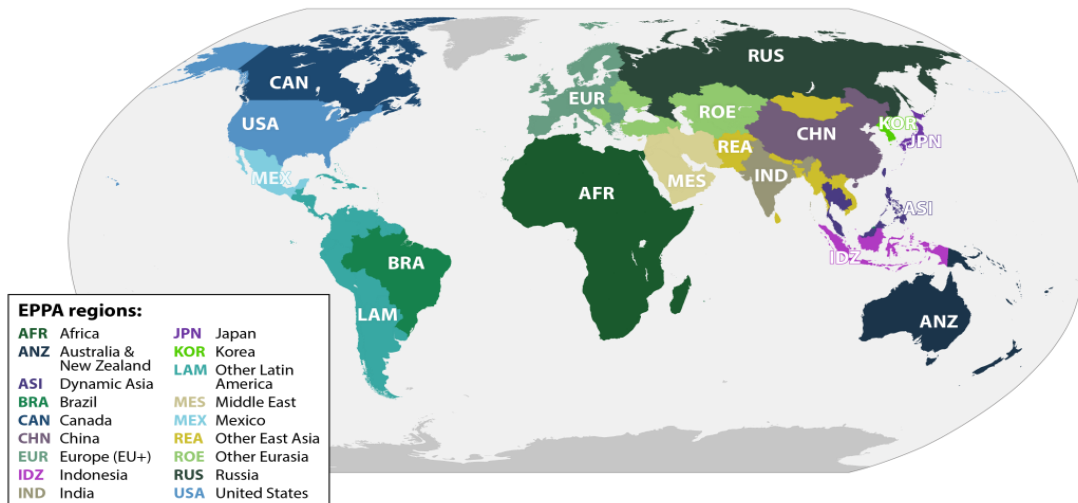 RUS
CAN
EUR
ROE
USA
KOR
CHN
JPN
REA
MEX
IND
MES
AFR
ASI
IDZ
BRA
LAM
ANZ
EPPA regions:
AFR Africa
ANZ Australia &
New Zealand
ASI Dynamic Asia
BRA Brazil
CAN Canada
CHN China
EUR Europe (EU+)
IDZ Indonesia
IND India
JPN Japan
KOR Korea
LAM Other Latin
America
MES Middle East
MEX Mexico
REA Other East Asia
ROE Other Eurasia
RUS Russia
USA United States